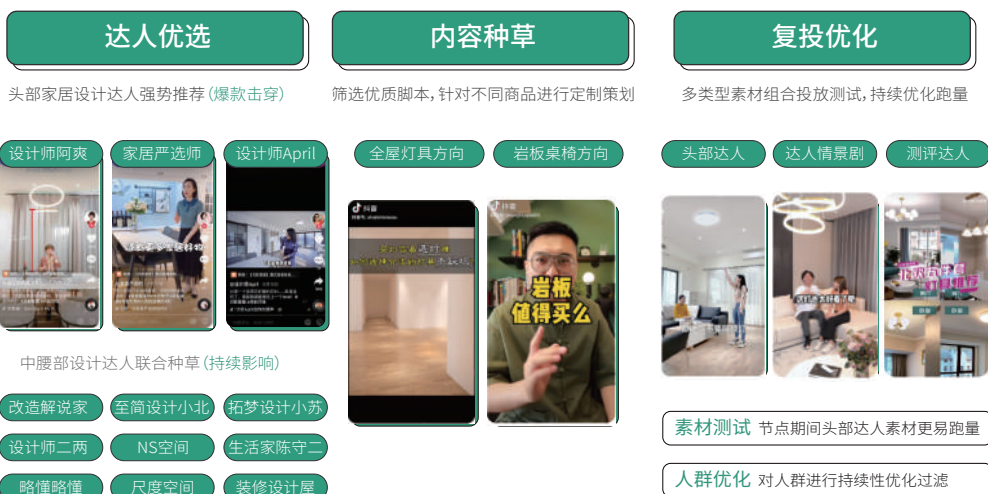 达人优选
头部家居设计达人强势推荐(爆款击穿)
设计师阿爽
家居严选师
设计师April
中腰部设计达人联合种草(持续影响)
改造解说家
至简设计小北
拓梦设计小苏
设计师二两
NS空间
生活家陈守二
略懂略懂
尺度空间
装修设计屋
内容种草
筛选优质脚本,针对不同商品进行定制策划
全屋灯具方向
岩板桌椅方向
抖音
抖音
岩板
值得买么
复投优化
多类型素材组合投放测试,持续优化跑量
头部达人
达人情景剧
测评达人
素材测试 节点期间头部达人素材更易跑量
人群优化 对人群进行持续性优化过滤